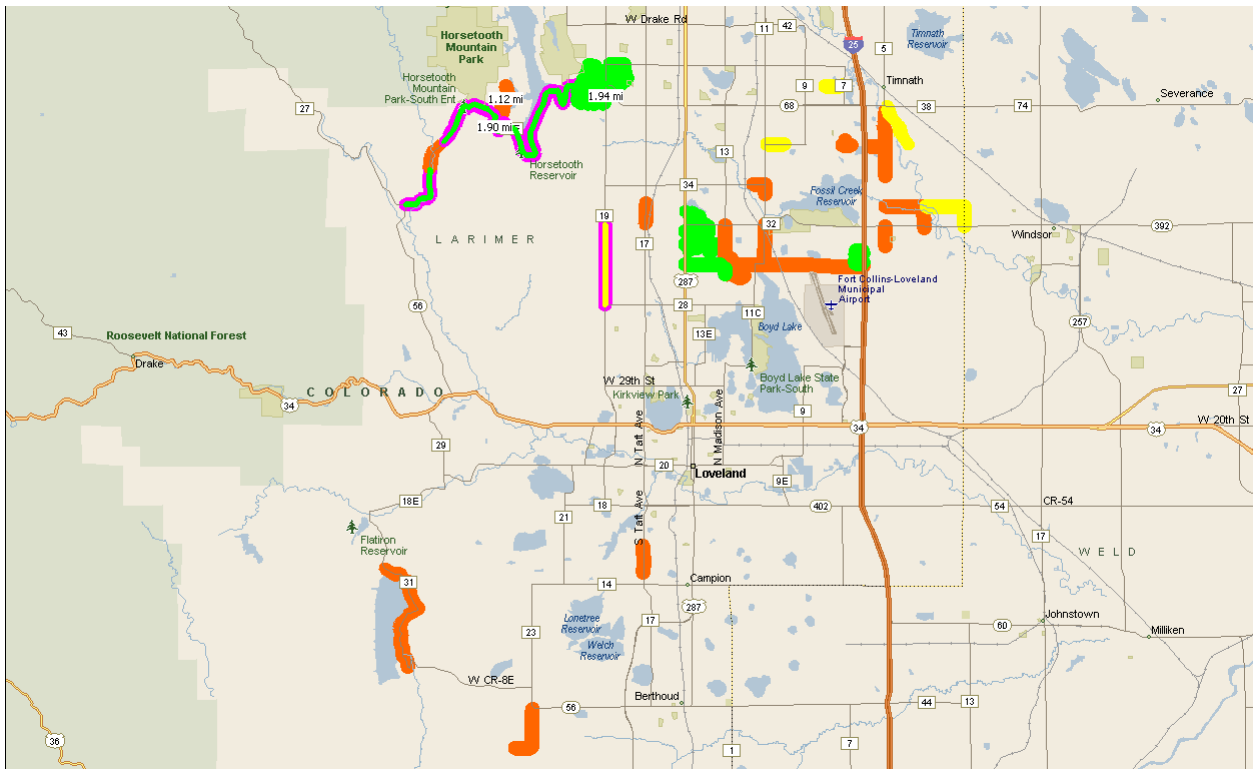 W Drake Rd
11
42
25
Timnath
Reservoir
Horsetooth
Mountain
Park
5
Horsetooth
Mountain
Park-South Ent
9
7
Timnath
1.12 mi
1.94 mi
27
68
38
74
Severance
1.90 mi
13
Horsetooth
Reservoir
34
Fossil Creek
Reservoir
19
32
LARIMER
17
Windsor
392
287
Fort Collins-Loveland
Municipal
Airport
56
28
11C
43
13E
Boyd Lake
257
Roosevelt National Forest
Drake
W 29th St
Boyd Lake State
Park-South
COLORADO
Kirkview Park
34
9
27
N Taft Ave
N Madison Ave
34
34
W 20th St
29
20
Loveland
9E
18E
21
18
402
54
CR-54
S Taft Ave
17
Flatiron
Reservoir
WELD
31
14
Campion
287
Lonetree
Reservoir
Johnstown
23
17
60
Milliken
Welch
Reservoir
W CR-8E
Berthoud
56
44
13
36
1
7